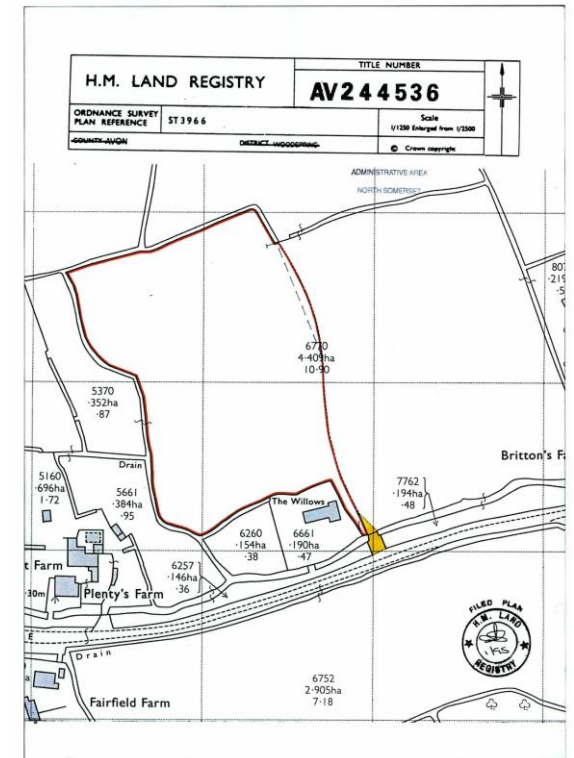 H.M. LAND REGISTRY
TITLE NUMBER
AV244536
ORDNANCE SURVEY
PLAN REFERENCE
ST3966
Scale
1/1250 Enlarged from 1/2500
COUNTY AVON
DISTRICT WOODSPRING
© Crown copyright
ADMINISTRATIVE AREA
NORTH SOMERSET
6770
4·409ha
10·90
5370
·352ha
·87
Drain
5160
·696ha
1·72
5661
·384ha
·95
The Willows
6260
·154ha
·38
6661
·190ha
·47
7762
·194ha
·48
6257
·146ha
·36
Plenty's Farm
Farm
·30m
Drain
Fairfield Farm
6752
2·905ha
7·18
FILED PLAN
H.M. LAND
REGISTRY